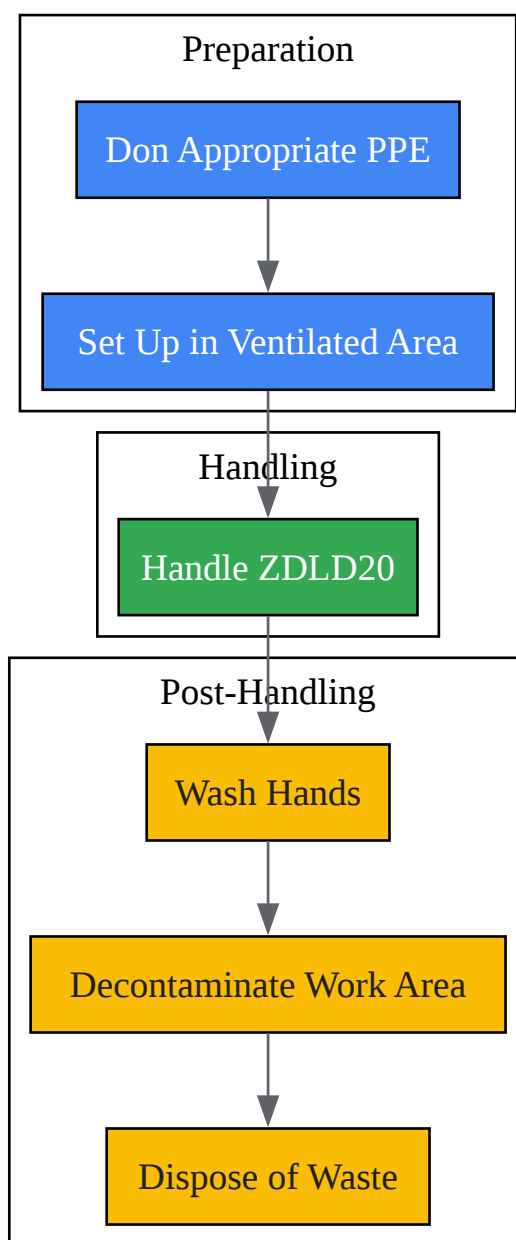 Preparation
Don Appropriate PPE
Set Up in Ventilated Area
Handling
Handle ZDLD20
Post-Handling
Wash Hands
Decontaminate Work Area
Dispose of Waste